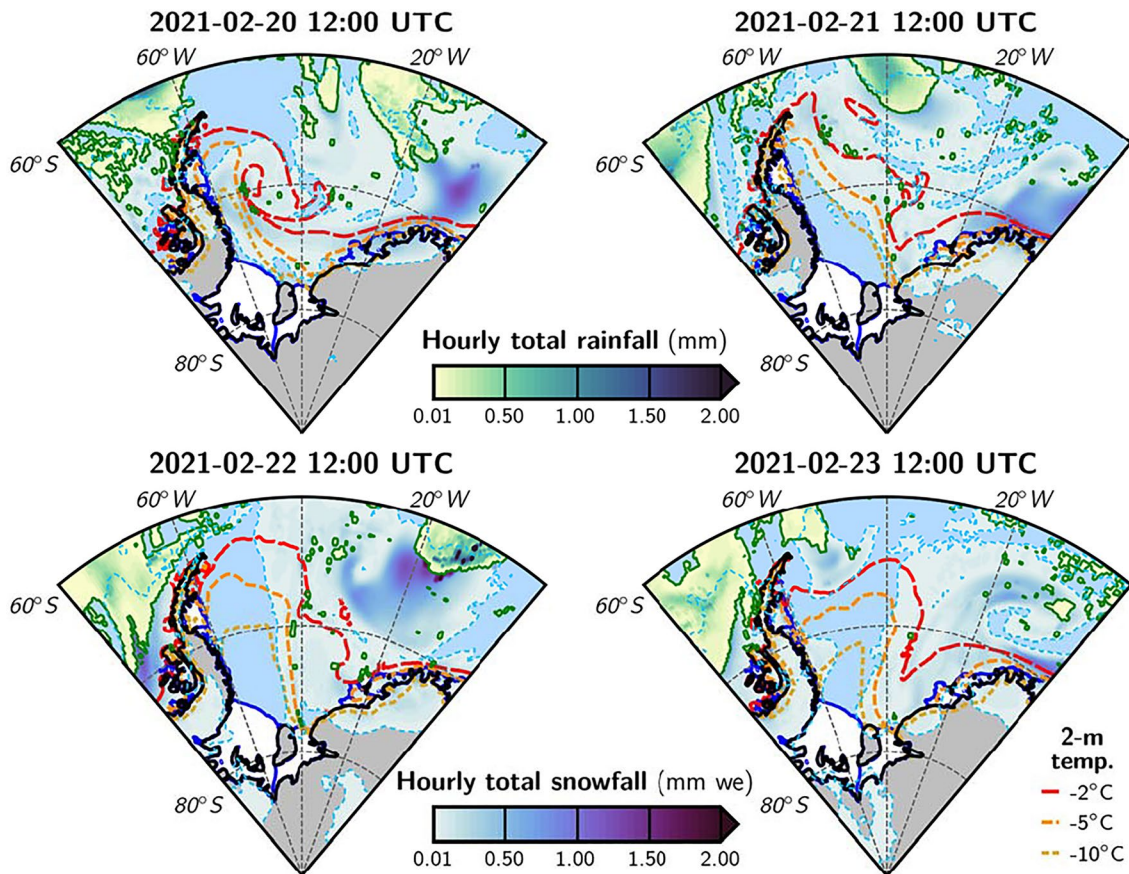 2021-02-20 12:00 UTC
2021-02-21 12:00 UTC
60°W
20°W
60°W
20°W
60°S
60°S
80°S
80°S
Hourly total rainfall (mm)
0.01 0.50 1.00 1.50 2.00
2021-02-22 12:00 UTC
2021-02-23 12:00 UTC
60°W
20°W
60°W
20°W
60°S
60°S
80°S
80°S
Hourly total snowfall (mm we)
0.01 0.50 1.00 1.50 2.00
2-m
temp.
-2°C
-5°C
-10°C